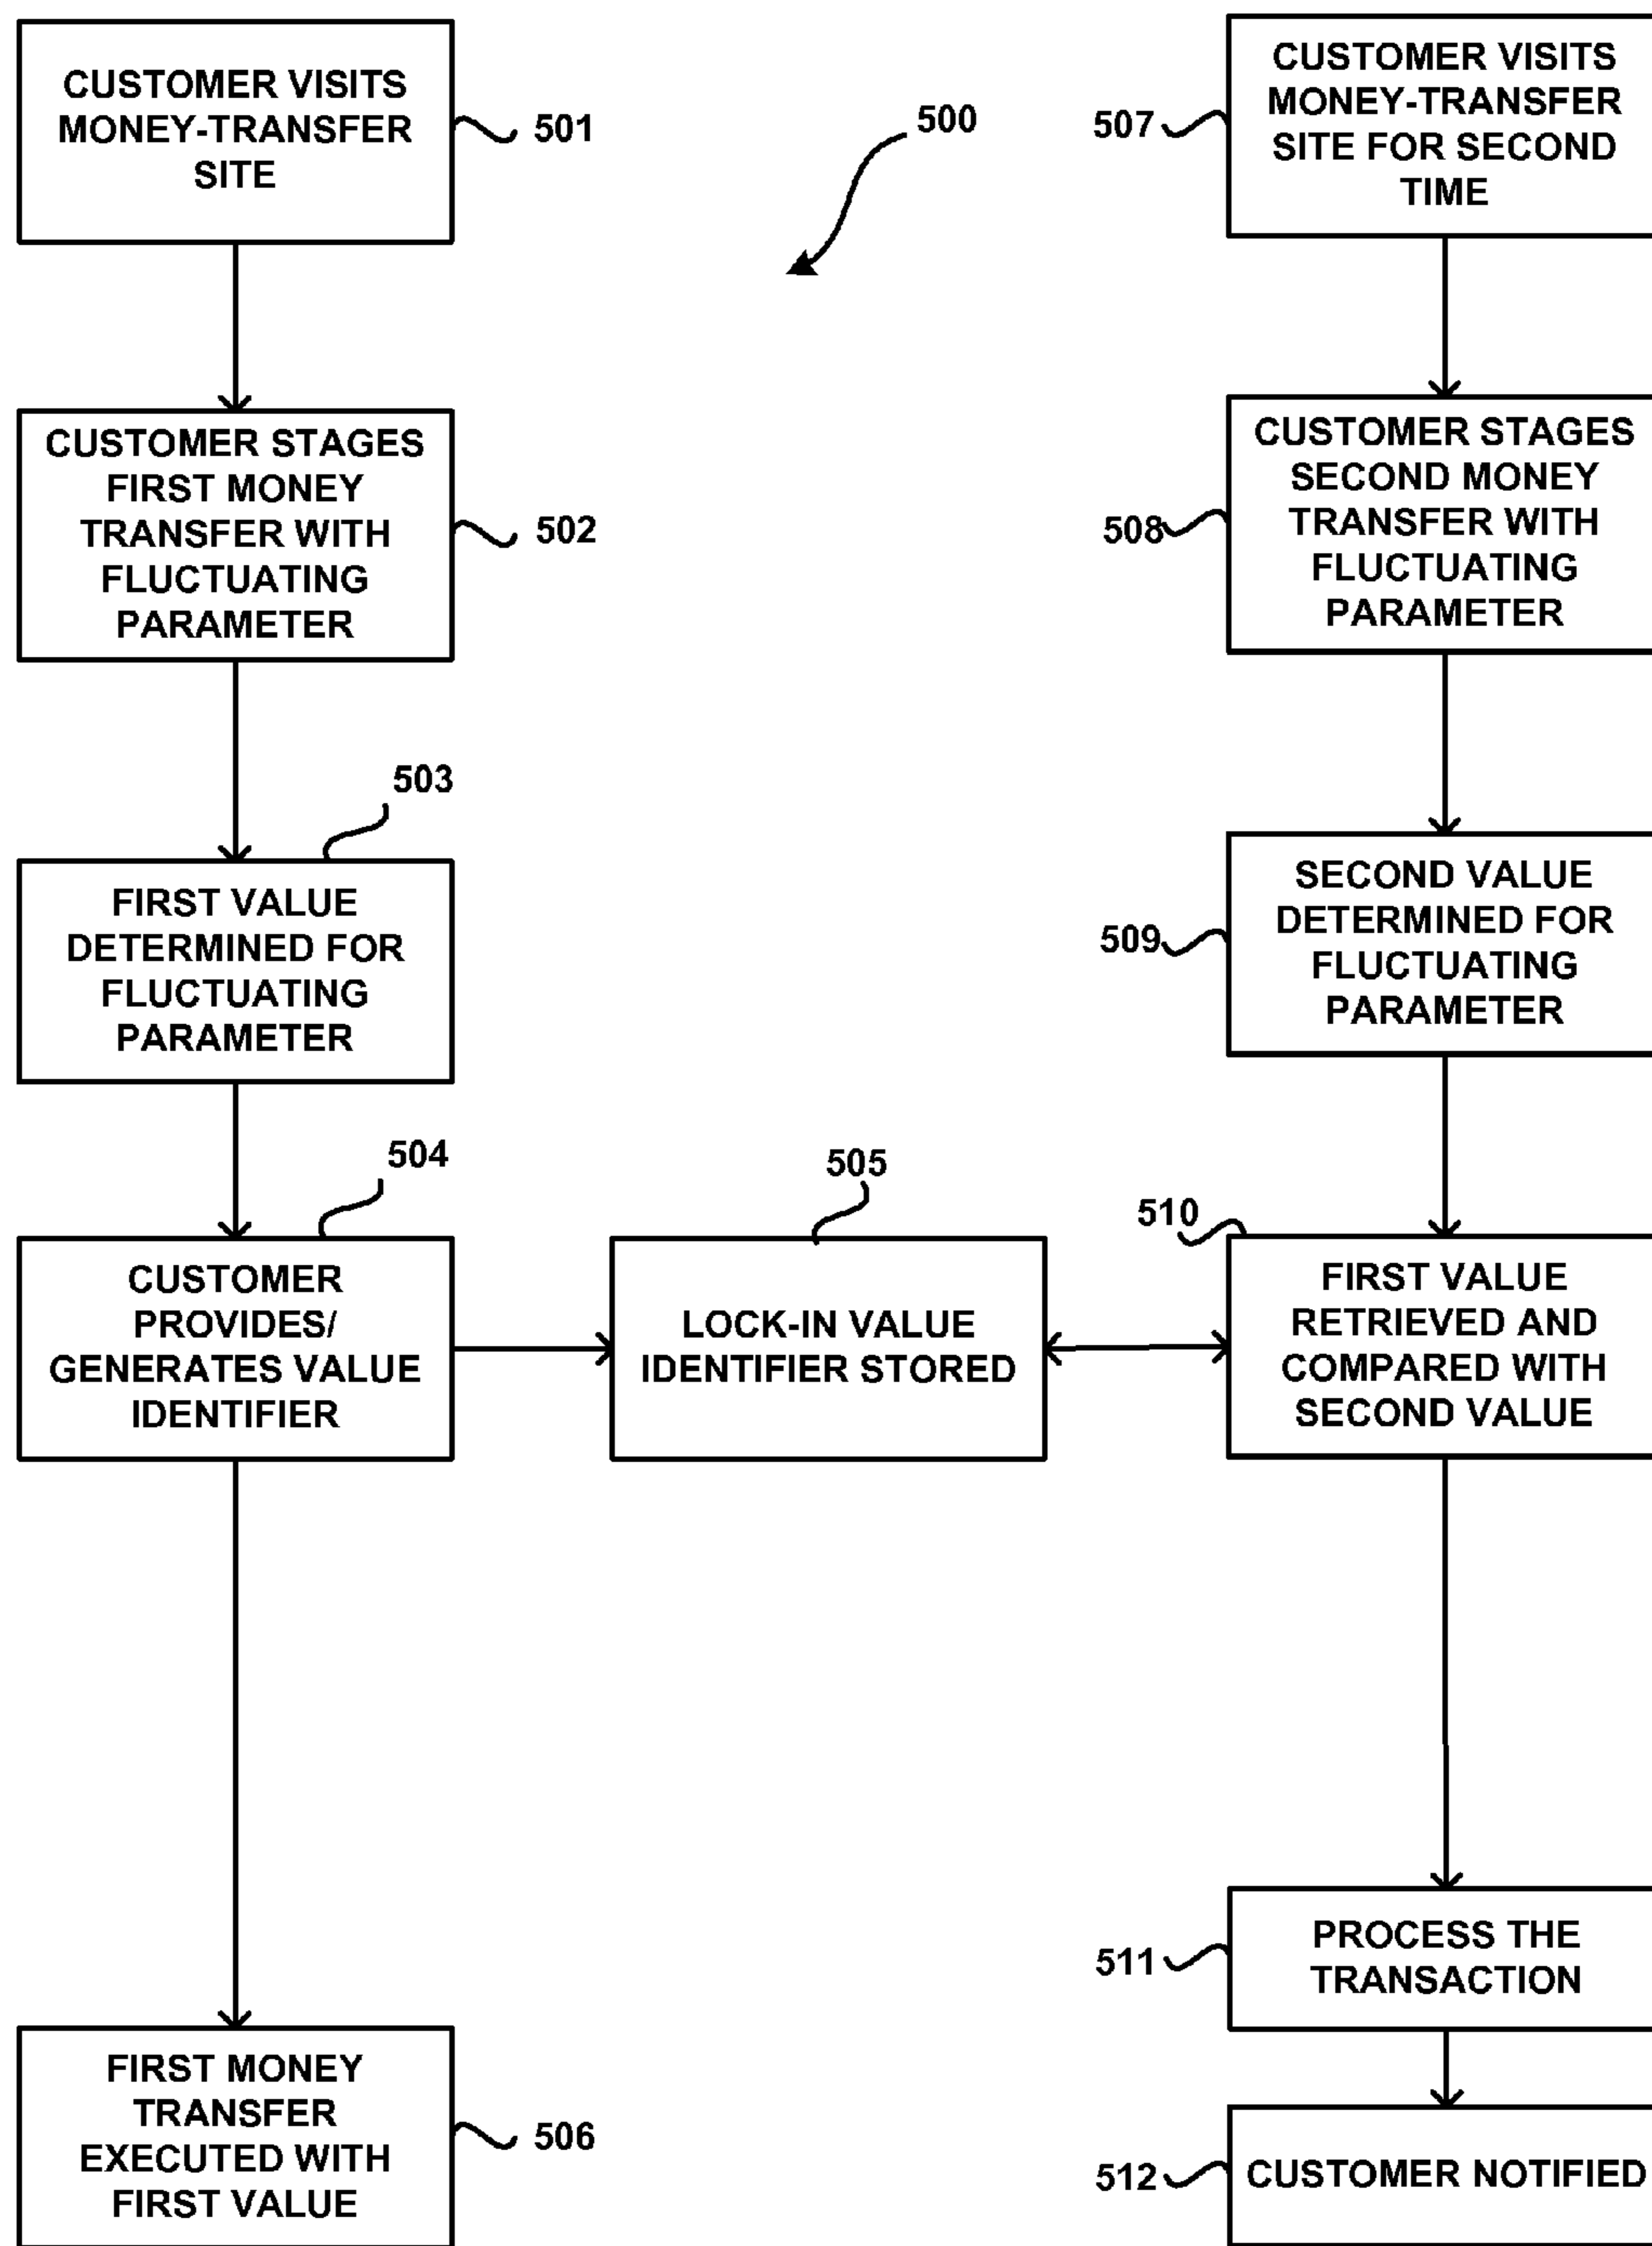 CUSTOMER VISITS
MONEY-TRANSFER
SITE
501
500
CUSTOMER STAGES
FIRST MONEY
TRANSFER WITH
FLUCTUATING
PARAMETER
502
503
FIRST VALUE
DETERMINED FOR
FLUCTUATING
PARAMETER
504
CUSTOMER
PROVIDES/
GENERATES VALUE
IDENTIFIER
505
LOCK-IN VALUE
IDENTIFIER STORED
FIRST MONEY
TRANSFER
EXECUTED WITH
FIRST VALUE
506
507
CUSTOMER VISITS
MONEY-TRANSFER
SITE FOR SECOND
TIME
508
CUSTOMER STAGES
SECOND MONEY
TRANSFER WITH
FLUCTUATING
PARAMETER
509
SECOND VALUE
DETERMINED FOR
FLUCTUATING
PARAMETER
510
FIRST VALUE
RETRIEVED AND
COMPARED WITH
SECOND VALUE
511
PROCESS THE
TRANSACTION
512
CUSTOMER NOTIFIED